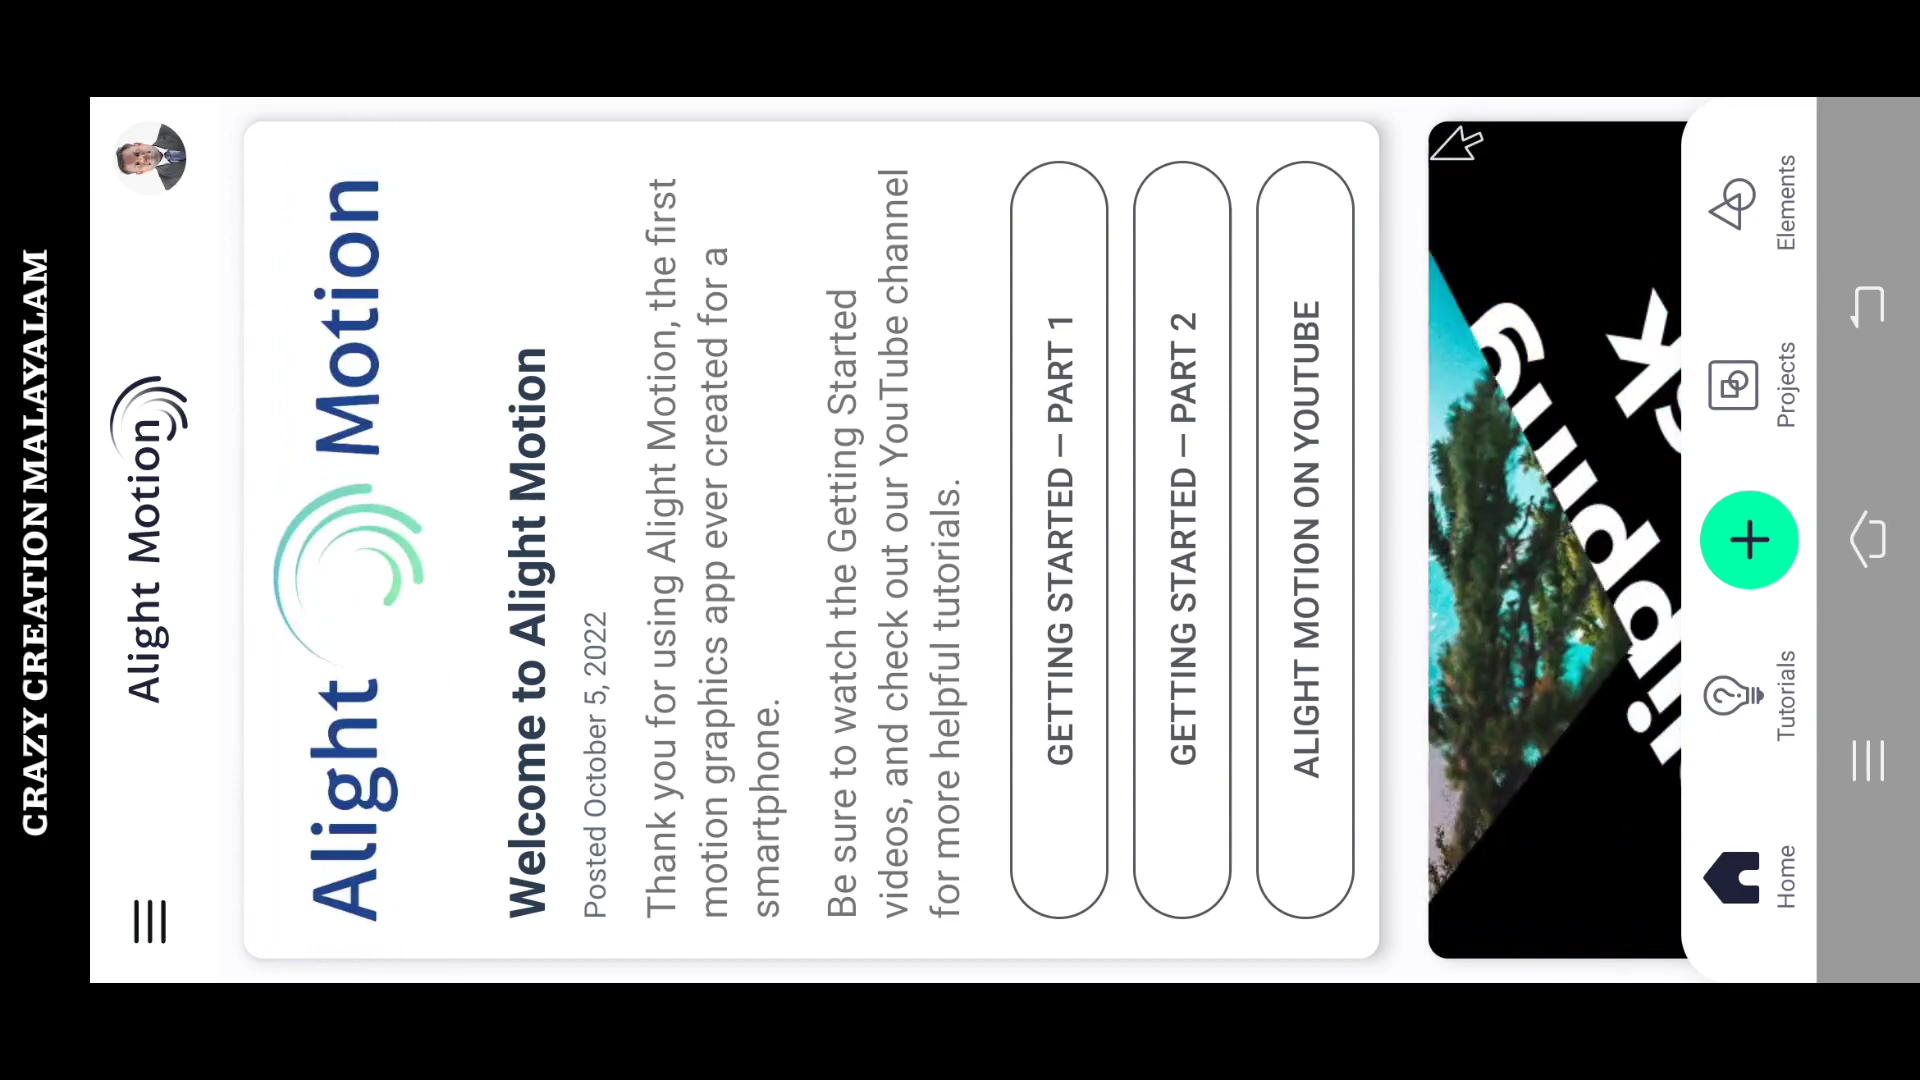 CRAZY CREATION MALAYALAM
Alight Motion
Alight Motion
Welcome to Alight Motion
Posted October 5, 2022
Thank you for using Alight Motion, the first
motion graphics app ever created for a
smartphone.
Be sure to watch the Getting Started
videos, and check out our YouTube channel
for more helpful tutorials.
GETTING STARTED – PART 1
GETTING STARTED – PART 2
ALIGHT MOTION ON YOUTUBE
Home
Tutorials
Projects
Elements